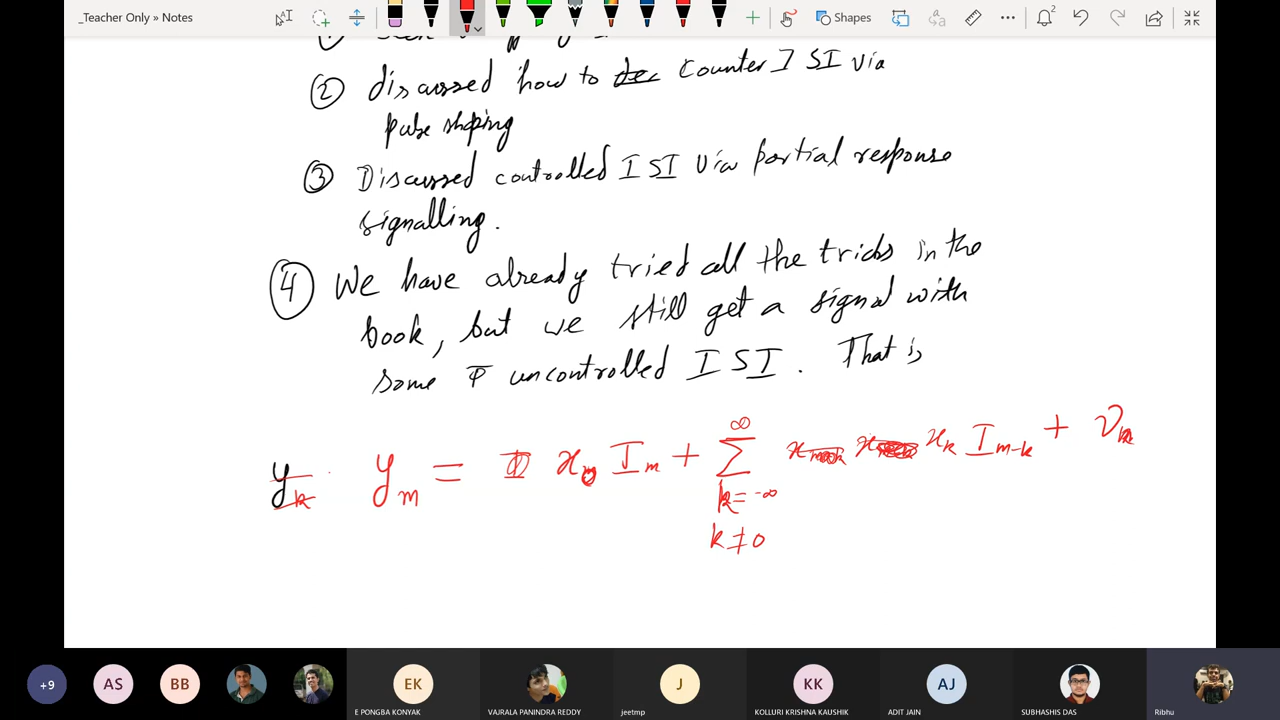 _Teacher Only » Notes
Shapes
② discussed how to Counter ISI via
pulse shaping
③ Discussed controlled ISI via partial response
signalling.
④ We have already tried all the tricks in the
book, but we still get a signal with
some uncontrolled ISI. That is
y_m = x_0 I_m + ∑_{k=-∞, k≠0}^{∞} x_k I_{m-k} + ν_m
+9
AS
BB
EK
J
KK
AJ
E PONGBA KONYAK
VAJRALA PANINDRA REDDY
jeetmp
KOLLURI KRISHNA KAUSHIK
ADIT JAIN
SUBHASHIS DAS
Ribhu